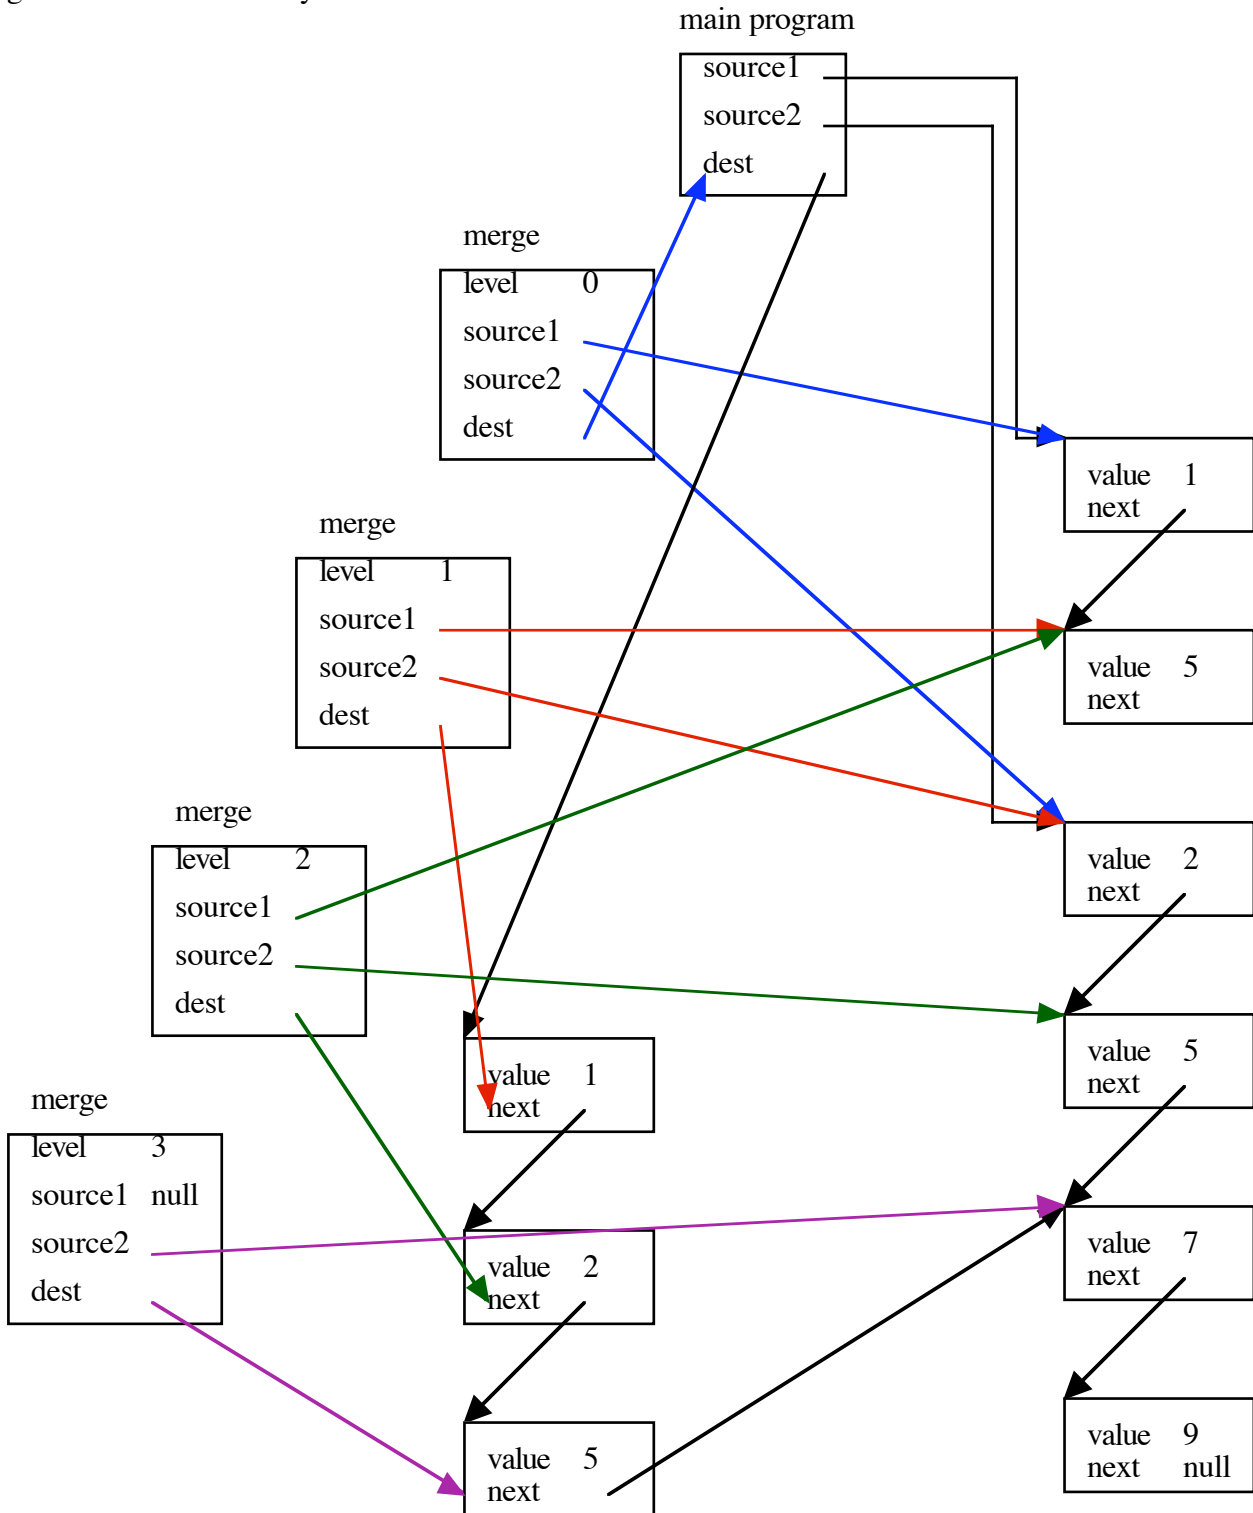 main program
source1
source2
dest
merge
level 0
source1
source2
dest
value 1
next
merge
level 1
source1
source2
dest
value 5
next
merge
level 2
source1
source2
dest
value 2
next
value 5
next
value 1
next
merge
level 3
source1 null
source2
dest
value 2
next
value 7
next
value 5
next
value 9
next null